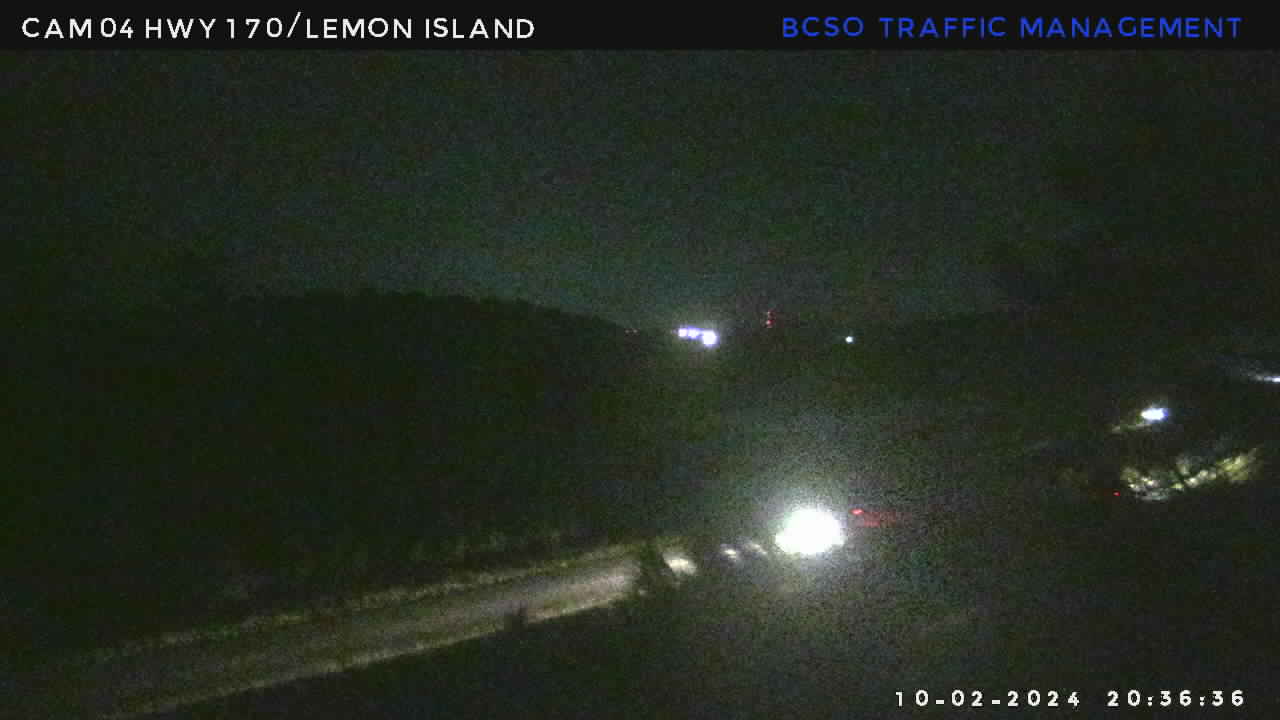 CAM04 HWY 170/LEMON ISLAND
BCSO TRAFFIC MANAGEMENT
10-02-2024 20:36:36